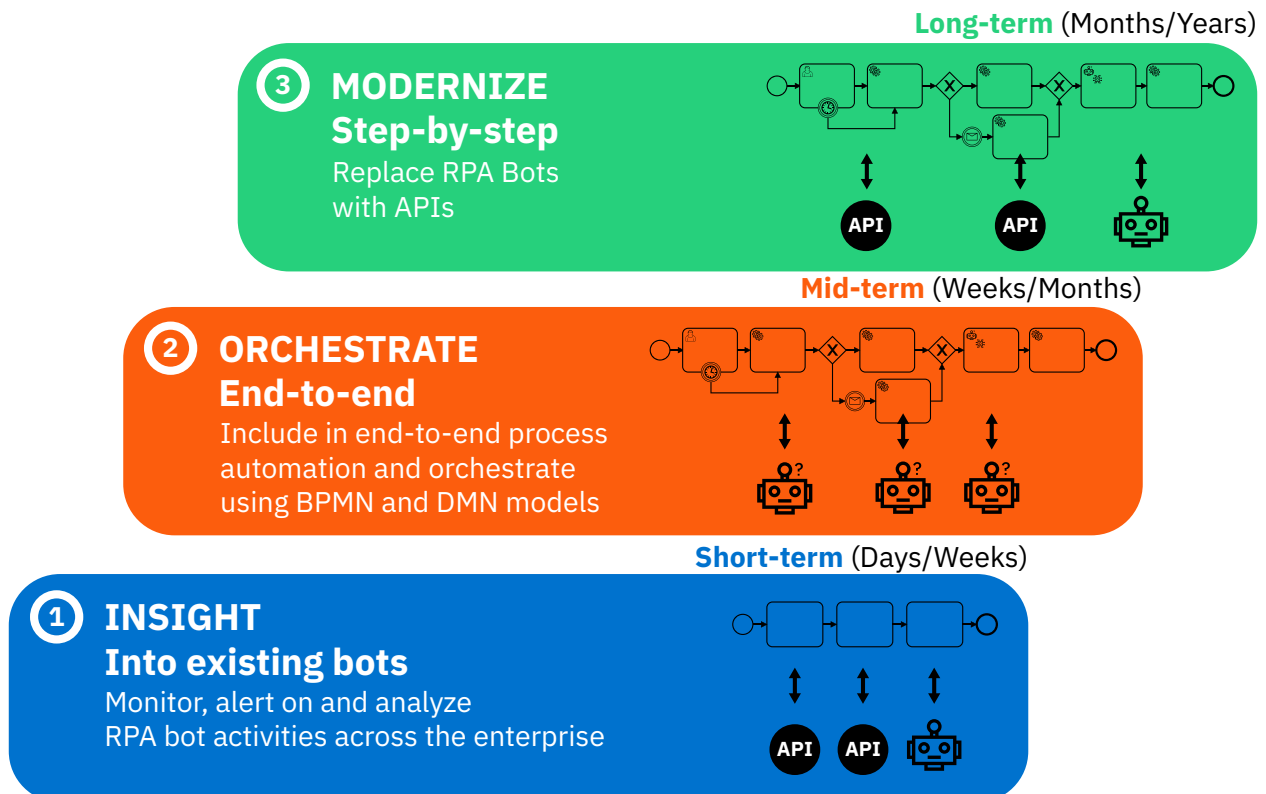 Long-term (Months/Years)
3
MODERNIZE
Step-by-step
Replace RPA Bots
with APIs
X
X
API
API
Mid-term (Weeks/Months)
2
ORCHESTRATE
End-to-end
Include in end-to-end process
automation and orchestrate
using BPMN and DMN models
X
X
?
?
?
Short-term (Days/Weeks)
1
INSIGHT
Into existing bots
Monitor, alert on and analyze
RPA bot activities across the enterprise
API
API